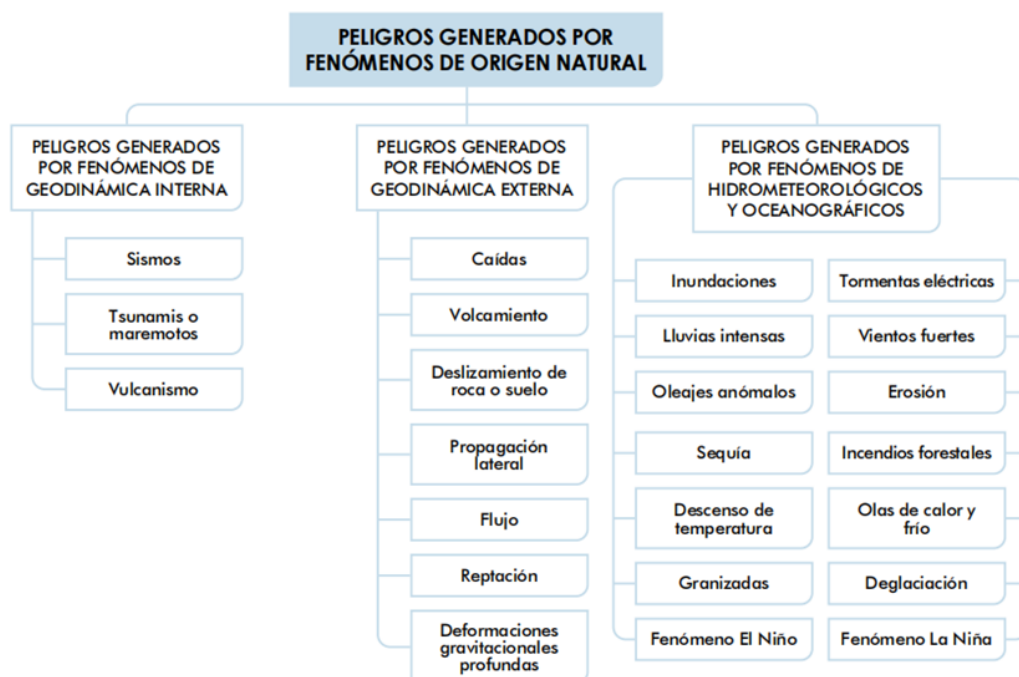 PELIGROS GENERADOS POR
FENÓMENOS DE ORIGEN NATURAL
PELIGROS GENERADOS
POR FENÓMENOS DE
GEODINÁMICA INTERNA
Sismos
Tsunamis o
maremotos
Vulcanismo
PELIGROS GENERADOS
POR FENÓMENOS DE
GEODINÁMICA EXTERNA
Caídas
Volcamiento
Deslizamiento de
roca o suelo
Propagación
lateral
Flujo
Reptación
Deformaciones
gravitacionales
profundas
PELIGROS GENERADOS
POR FENÓMENOS DE
HIDROMETEOROLÓGICOS
Y OCEANOGRÁFICOS
Inundaciones
Lluvias intensas
Oleajes anómalos
Sequía
Descenso de
temperatura
Granizadas
Fenómeno El Niño
Tormentas eléctricas
Vientos fuertes
Erosión
Incendios forestales
Olas de calor y
frío
Deglaciación
Fenómeno La Niña